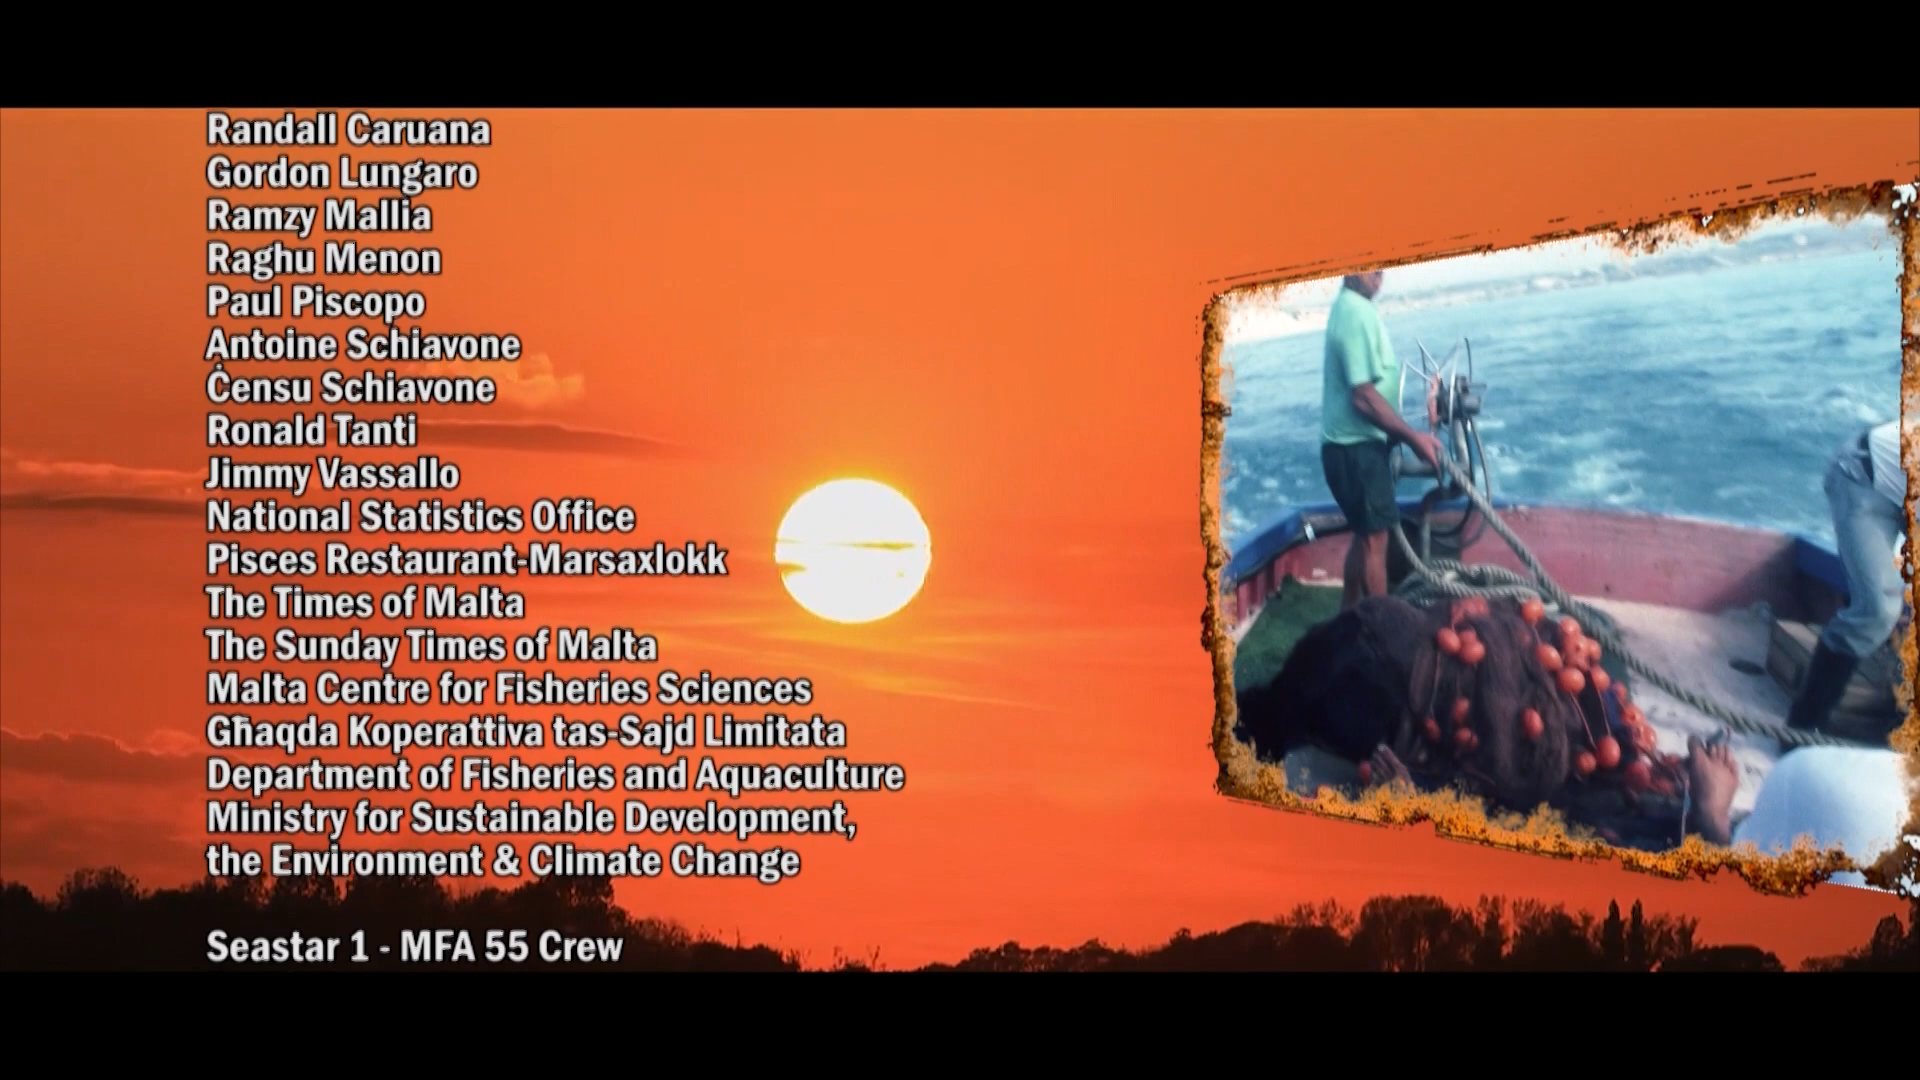 Randall Caruana
Gordon Lungaro
Ramzy Mallia
Raghu Menon
Paul Piscopo
Antoine Schiavone
Ċensu Schiavone
Ronald Tanti
Jimmy Vassallo
National Statistics Office
Pisces Restaurant-Marsaxlokk
The Times of Malta
The Sunday Times of Malta
Malta Centre for Fisheries Sciences
Għaqda Koperattiva tas-Sajd Limitata
Department of Fisheries and Aquaculture
Ministry for Sustainable Development,
the Environment & Climate Change
Seastar 1 - MFA 55 Crew